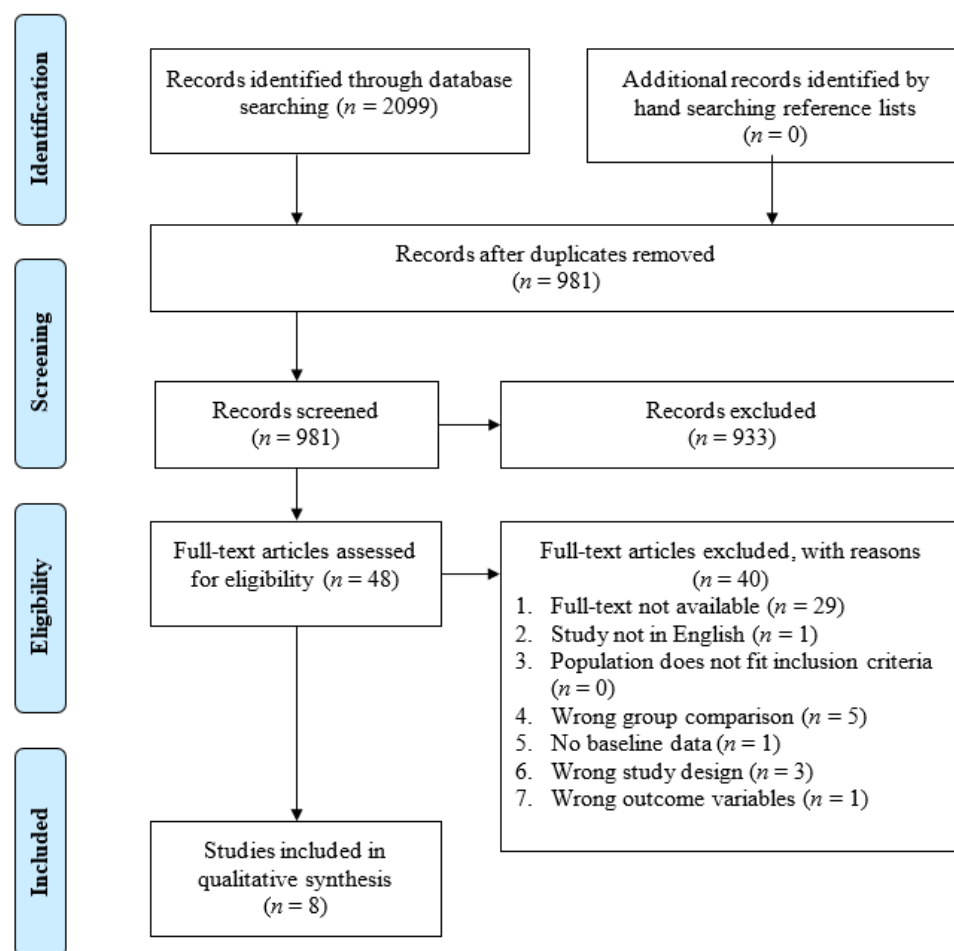 Identification
Records identified through database
searching (n = 2099)
Additional records identified by
hand searching reference lists
(n = 0)
Records after duplicates removed
(n = 981)
Screening
Records screened
(n = 981)
Records excluded
(n = 933)
Eligibility
Full-text articles assessed
for eligibility (n = 48)
Full-text articles excluded, with reasons
(n = 40)
1. Full-text not available (n = 29)
2. Study not in English (n = 1)
3. Population does not fit inclusion criteria
(n = 0)
4. Wrong group comparison (n = 5)
5. No baseline data (n = 1)
6. Wrong study design (n = 3)
7. Wrong outcome variables (n = 1)
Included
Studies included in
qualitative synthesis
(n = 8)